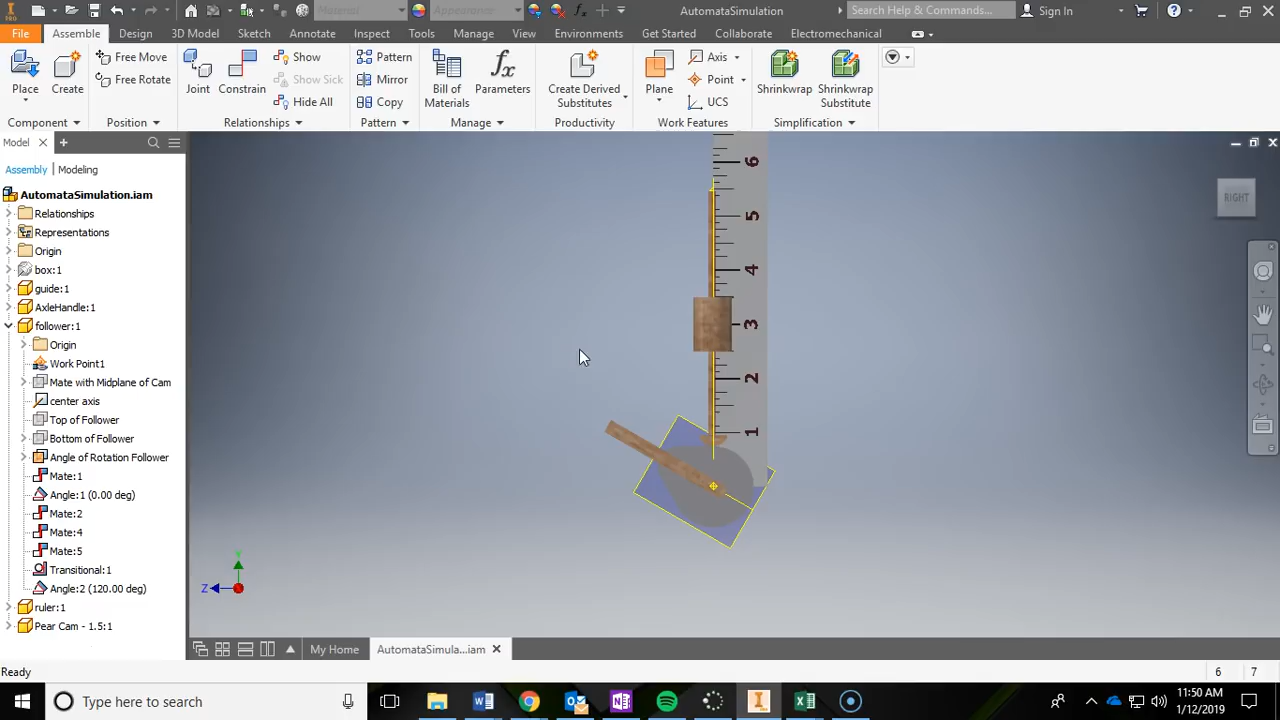 Material
Appearance
AutomataSimulation
Search Help & Commands...
Sign In
PRO
File
Assemble
Design
3D Model
Sketch
Annotate
Inspect
Tools
Manage
View
Environments
Get Started
Collaborate
Electromechanical
Place
Create
Free Move
Free Rotate
Joint
Constrain
Show
Show Sick
Hide All
Pattern
Mirror
Copy
Bill of
Materials
fx
Parameters
Create Derived
Substitutes
Plane
Axis
Point
UCS
Shrinkwrap
Shrinkwrap
Substitute
Component
Position
Relationships
Pattern
Manage
Productivity
Work Features
Simplification
Model
Assembly
Modeling
AutomataSimulation.iam
Relationships
Representations
Origin
box:1
guide:1
AxleHandle:1
follower:1
Origin
Work Point1
Mate with Midplane of Cam
center axis
Top of Follower
Bottom of Follower
Angle of Rotation Follower
Mate:1
Angle:1 (0.00 deg)
Mate:2
Mate:4
Mate:5
Transitional:1
Angle:2 (120.00 deg)
ruler:1
Pear Cam - 1.5:1
6
5
4
3
2
1
RIGHT
Y
Z
My Home
AutomataSimula...iam
Ready
6
7
Type here to search
11:50 AM
1/12/2019